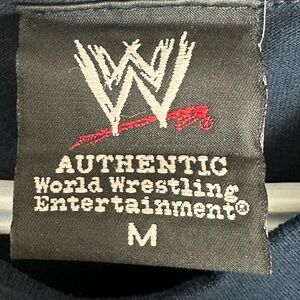 W
AUTHENTIC
World Wrestling
Entertainment®
M